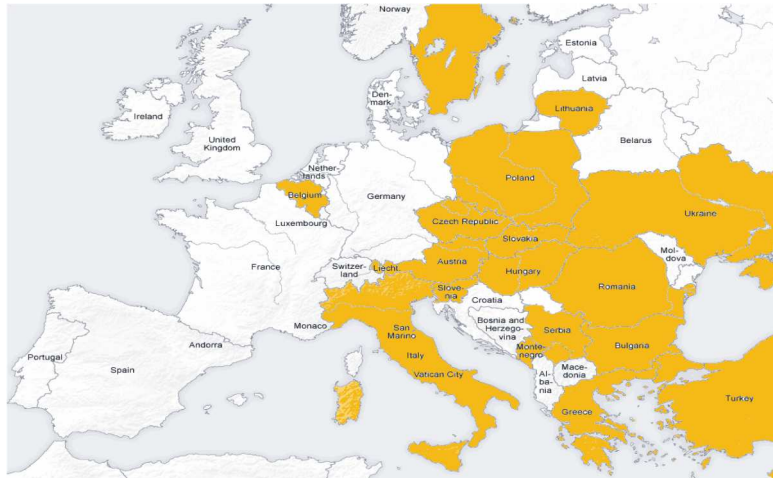 Norway
Estonia
Latvia
Den-
mark
Lithuania
Ireland
United
Kingdom
Belarus
Nether-
lands
Poland
Belgium
Germany
Ukraine
Czech Republic
Luxembourg
Slovakia
Mol-
dova
Austria
Switzer-
land
Liecht.
France
Hungary
Slove-
nia
Romania
Croatia
Bosnia and
Herzego-
vina
Serbia
Monaco
San
Marino
Andorra
Bulgaria
Monte-
negro
Italy
Portugal
Spain
Vatican City
Mace-
donia
Al-
ba-
nia
Turkey
Greece